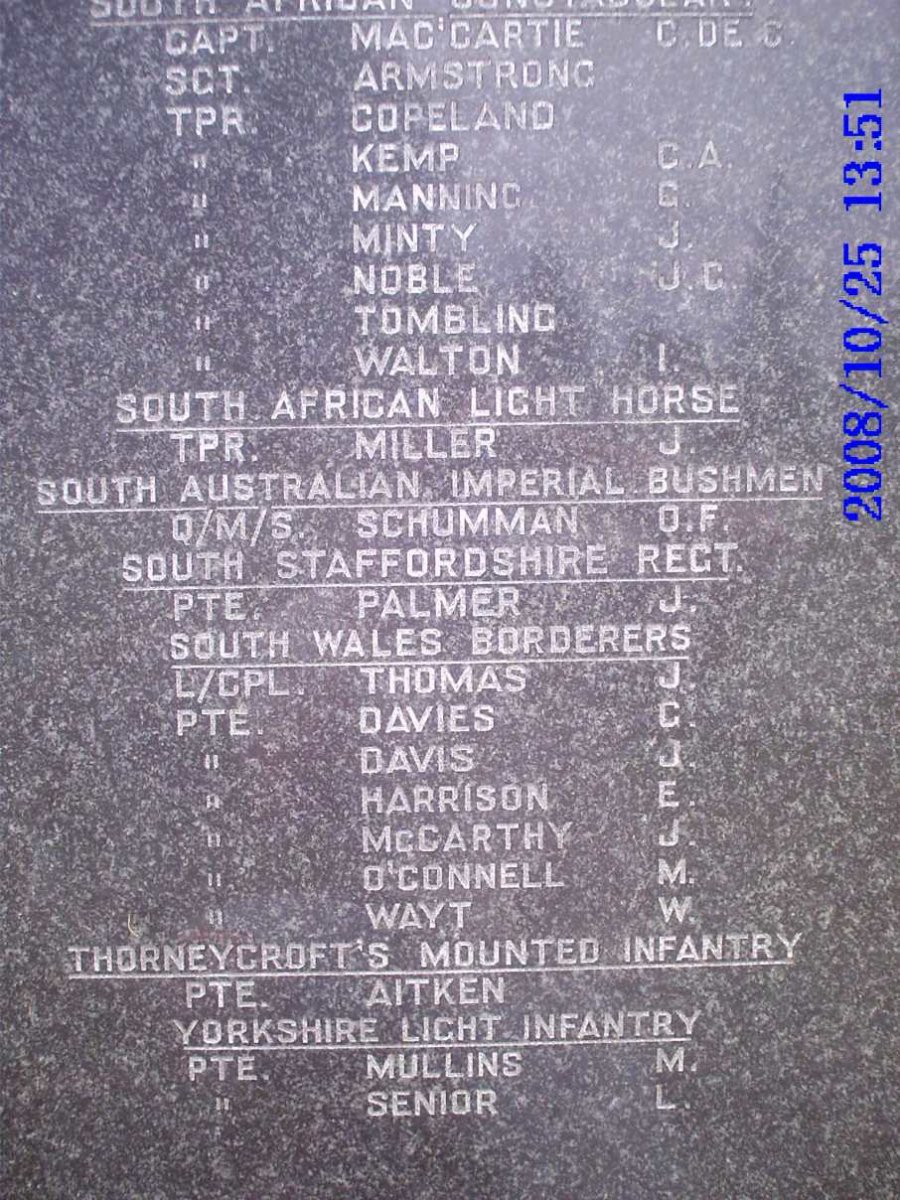 SOUTH AFRICAN CONSTABULARY
CAPT. MAC'CARTIE C.DE C.
SGT. ARMSTRONG
TPR. COPELAND
" KEMP C.A.
" MANNING G.
" MINTY J.
" NOBLE J.C.
" TOMBLING
" WALTON I.
SOUTH AFRICAN LIGHT HORSE
TPR. MILLER J.
SOUTH AUSTRALIAN IMPERIAL BUSHMEN
Q/M/S. SCHUMMAN O.F.
SOUTH STAFFORDSHIRE REGT.
PTE. PALMER J.
SOUTH WALES BORDERERS
L/CPL. THOMAS J.
PTE. DAVIES G.
" DAVIS J.
" HARRISON E.
" McCARTHY J.
" O'CONNELL M.
" WAYT W.
THORNEYCROFT'S MOUNTED INFANTRY
PTE. AITKEN
YORKSHIRE LIGHT INFANTRY
PTE. MULLINS M.
" SENIOR L.
2008/10/25 13:51